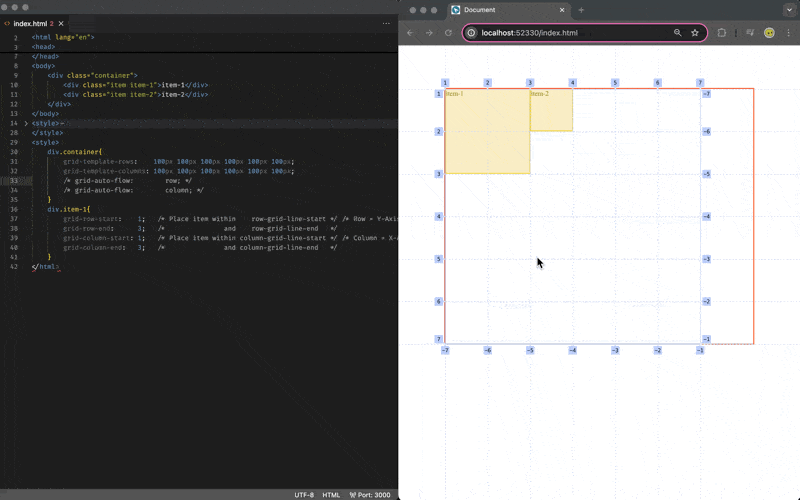 index.html 2 ×
2 <html lang="en">
3 <head>
7 </head>
8 <body>
9 <div class="container">
10 <div class="item item-1">item-1</div>
11 <div class="item item-2">item-2</div>
12 </div>
13 </body>
14 <style>
28 </style>
29 <style>
30 div.container{
31 grid-template-rows: 100px 100px 100px 100px 100px 100px;
32 grid-template-columns: 100px 100px 100px 100px 100px 100px;
33 /* grid-auto-flow: row; */
34 /* grid-auto-flow: column; */
35 }
36 div.item-1{
37 grid-row-start: 1; /* Place item within row-grid-line-start */ /* Row = Y-Axis
38 grid-row-end: 3; /* and row-grid-line-end */
39 grid-column-start: 1; /* Place item within column-grid-line-start */ /* Column = X-A
40 grid-column-end: 3; /* and column-grid-line-end */
41 }
42 </html>
UTF-8 HTML Port: 3000
Document
localhost:52330/index.html
1 2 3 4 5 6 7
1 item-1 item-2 -7
2 -6
3 -5
4 -4
5 -3
6 -2
7 -1
-7 -6 -5 -4 -3 -2 -1